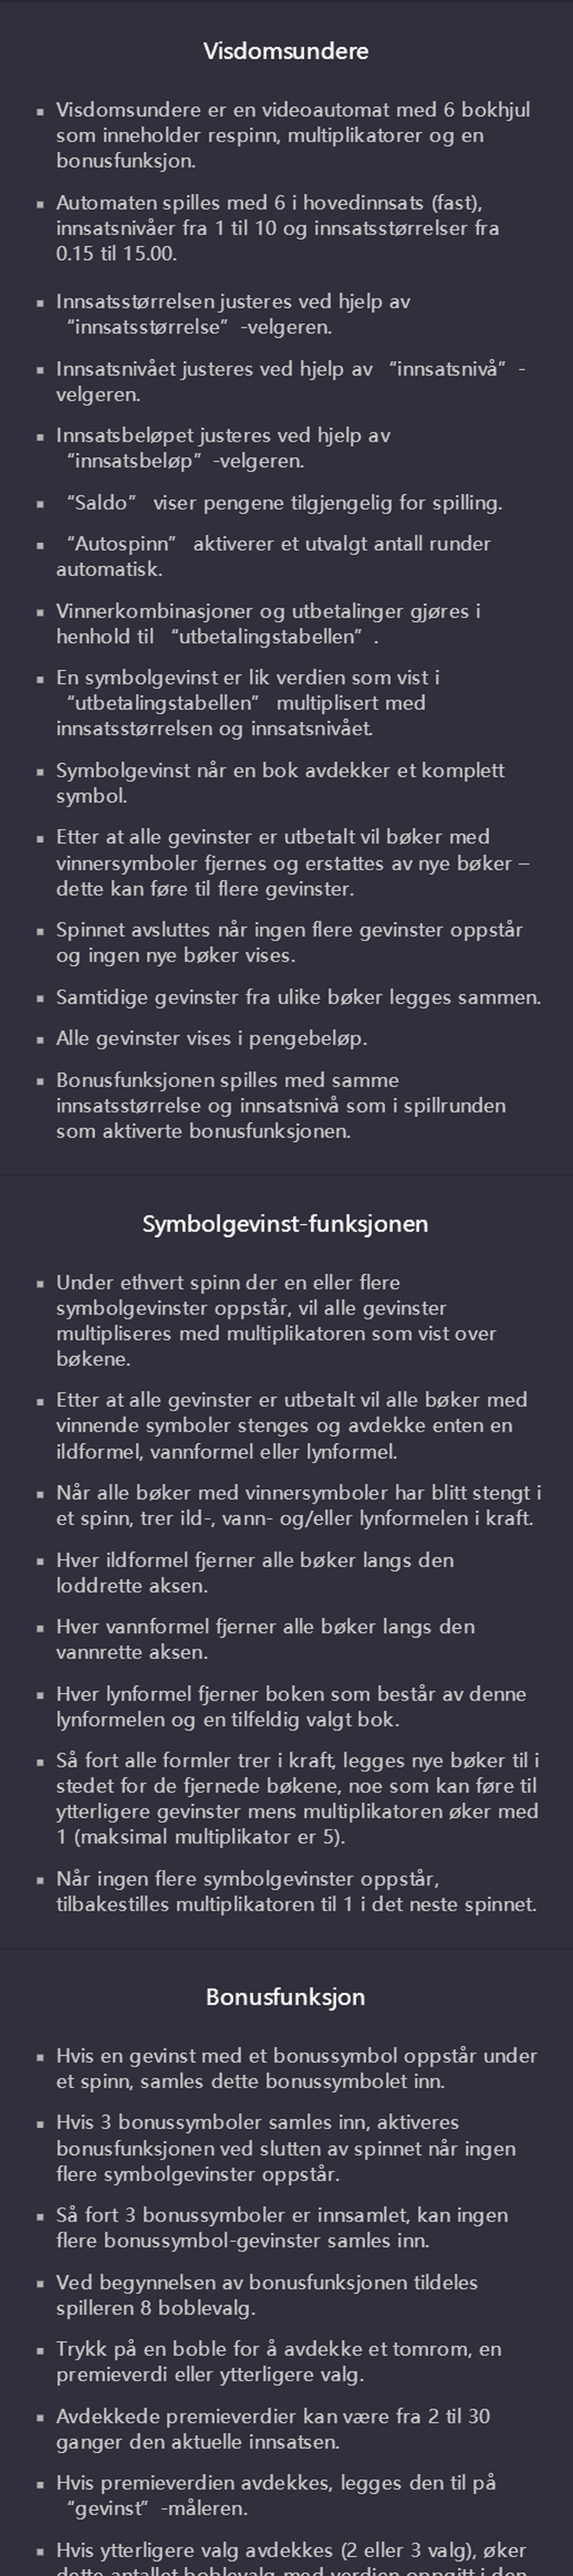 Visdomsundere
▪ Visdomsundere er en videoautomat med 6 bokhjul
som inneholder respinn, multiplikatorer og en
bonusfunksjon.
▪ Automaten spilles med 6 i hovedinnsats (fast),
innsatsnivåer fra 1 til 10 og innsatsstørrelser fra
0.15 til 15.00.
▪ Innsatsstørrelsen justeres ved hjelp av
“innsatsstørrelse” -velgeren.
▪ Innsatsnivået justeres ved hjelp av “innsatsnivå” -
velgeren.
▪ Innsatsbeløpet justeres ved hjelp av
“innsatsbeløp” -velgeren.
▪ “Saldo” viser pengene tilgjengelig for spilling.
▪ “Autospinn” aktiverer et utvalgt antall runder
automatisk.
▪ Vinnerkombinasjoner og utbetalinger gjøres i
henhold til “utbetalingstabellen” .
▪ En symbolgevinst er lik verdien som vist i
“utbetalingstabellen” multiplisert med
innsatsstørrelsen og innsatsnivået.
▪ Symbolgevinst når en bok avdekker et komplett
symbol.
▪ Etter at alle gevinster er utbetalt vil bøker med
vinnersymboler fjernes og erstattes av nye bøker –
dette kan føre til flere gevinster.
▪ Spinnet avsluttes når ingen flere gevinster oppstår
og ingen nye bøker vises.
▪ Samtidige gevinster fra ulike bøker legges sammen.
▪ Alle gevinster vises i pengebeløp.
▪ Bonusfunksjonen spilles med samme
innsatsstørrelse og innsatsnivå som i spillrunden
som aktiverte bonusfunksjonen.
Symbolgevinst-funksjonen
▪ Under ethvert spinn der en eller flere
symbolgevinster oppstår, vil alle gevinster
multipliseres med multiplikatoren som vist over
bøkene.
▪ Etter at alle gevinster er utbetalt vil alle bøker med
vinnende symboler stenges og avdekke enten en
ildformel, vannformel eller lynformel.
▪ Når alle bøker med vinnersymboler har blitt stengt i
et spinn, trer ild-, vann- og/eller lynformelen i kraft.
▪ Hver ildformel fjerner alle bøker langs den
loddrette aksen.
▪ Hver vannformel fjerner alle bøker langs den
vannrette aksen.
▪ Hver lynformel fjerner boken som består av denne
lynformelen og en tilfeldig valgt bok.
▪ Så fort alle formler trer i kraft, legges nye bøker til i
stedet for de fjernede bøkene, noe som kan føre til
ytterligere gevinster mens multiplikatoren øker med
1 (maksimal multiplikator er 5).
▪ Når ingen flere symbolgevinster oppstår,
tilbakestilles multiplikatoren til 1 i det neste spinnet.
Bonusfunksjon
▪ Hvis en gevinst med et bonussymbol oppstår under
et spinn, samles dette bonussymbolet inn.
▪ Hvis 3 bonussymboler samles inn, aktiveres
bonusfunksjonen ved slutten av spinnet når ingen
flere symbolgevinster oppstår.
▪ Så fort 3 bonussymboler er innsamlet, kan ingen
flere bonussymbol-gevinster samles inn.
▪ Ved begynnelsen av bonusfunksjonen tildeles
spilleren 8 boblevalg.
▪ Trykk på en boble for å avdekke et tomrom, en
premieverdi eller ytterligere valg.
▪ Avdekkede premieverdier kan være fra 2 til 30
ganger den aktuelle innsatsen.
▪ Hvis premieverdien avdekkes, legges den til på
“gevinst” -måleren.
▪ Hvis ytterligere valg avdekkes (2 eller 3 valg), øker
dette antallet boblevalg med verdien oppgitt i den